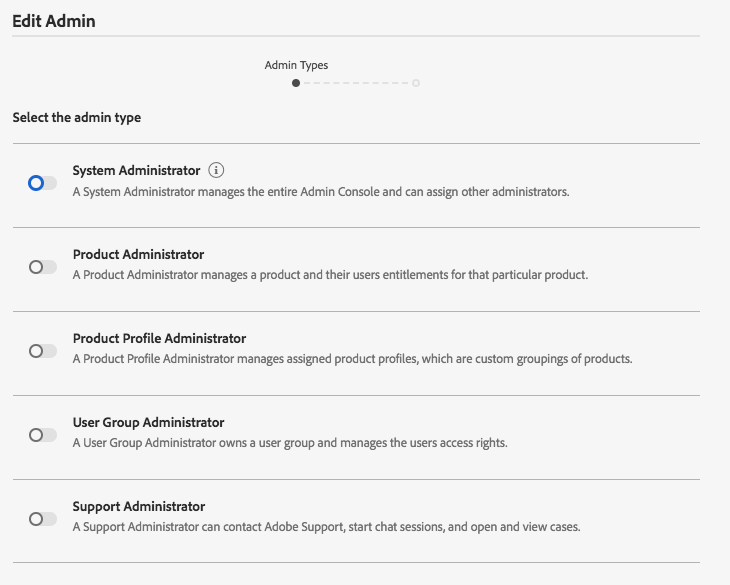 Edit Admin
Admin Types
Select the admin type
System Administrator
A System Administrator manages the entire Admin Console and can assign other administrators.
Product Administrator
A Product Administrator manages a product and their users entitlements for that particular product.
Product Profile Administrator
A Product Profile Administrator manages assigned product profiles, which are custom groupings of products.
User Group Administrator
A User Group Administrator owns a user group and manages the users access rights.
Support Administrator
A Support Administrator can contact Adobe Support, start chat sessions, and open and view cases.